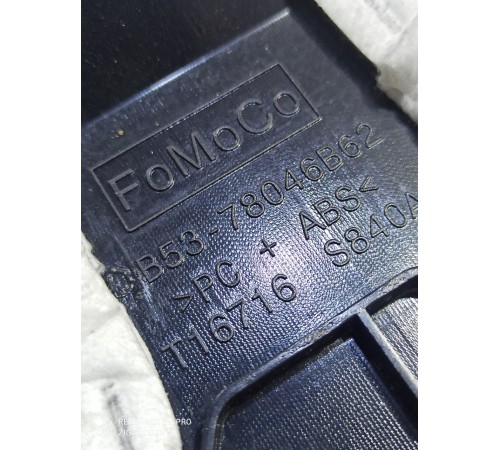 FoMoCo
B53-78046B62
>PC + ABS<
T16716 S840A